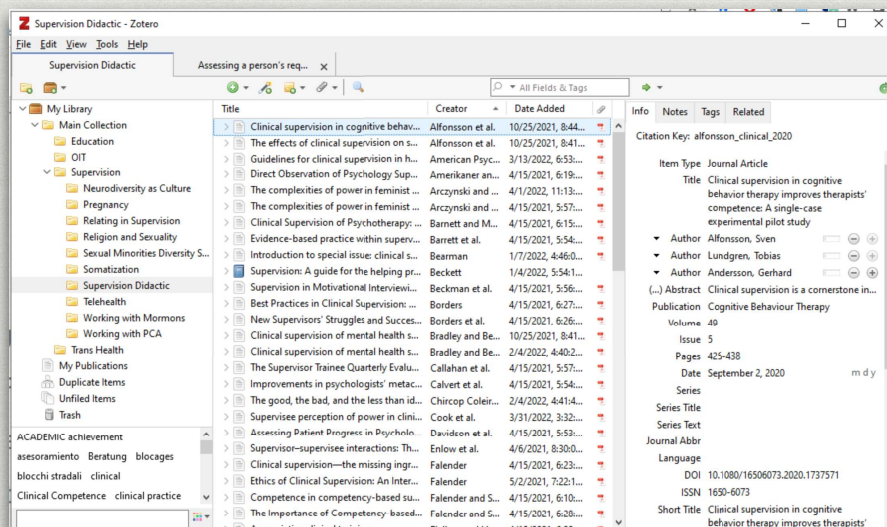 Supervision Didactic - Zotero
File Edit View Tools Help
Supervision Didactic
Assessing a person's req...
All Fields & Tags
My Library
Main Collection
Education
OIT
Supervision
Neurodiversity as Culture
Pregnancy
Relating in Supervision
Religion and Sexuality
Sexual Minorities Diversity S...
Somatization
Supervision Didactic
Telehealth
Working with Mormons
Working with PCA
Trans Health
My Publications
Duplicate Items
Unfiled Items
Trash
ACADEMIC achievement
asesoramiento Beratung blocages
blocchi stradali clinical
Clinical Competence clinical practice
Title Creator Date Added
Clinical supervision in cognitive behav... Alfonsson et al. 10/25/2021, 8:44...
The effects of clinical supervision on s... Alfonsson et al. 10/25/2021, 8:41...
Guidelines for clinical supervision in h... American Psyc... 3/13/2022, 6:53:...
Direct Observation of Psychology Sup... Amerikaner an... 4/15/2021, 6:19:...
The complexities of power in feminist ... Arczynski and ... 4/1/2022, 11:13:...
The complexities of power in feminist ... Arczynski and ... 4/15/2021, 5:57:...
Clinical Supervision of Psychotherapy: ... Barnett and M... 4/15/2021, 6:15:...
Evidence-based practice within superv... Barrett et al. 4/15/2021, 5:54:...
Introduction to special issue: clinical s... Bearman 1/7/2022, 4:46:0...
Supervision: A guide for the helping pr... Beckett 1/4/2022, 5:54:1...
Supervision in Motivational Interviewi... Beckman et al. 4/15/2021, 5:56:...
Best Practices in Clinical Supervision: ... Borders 4/15/2021, 6:27:...
New Supervisors' Struggles and Succes... Borders et al. 4/15/2021, 6:26:...
Clinical supervision of mental health s... Bradley and Be... 10/25/2021, 8:41...
Clinical supervision of mental health s... Bradley and Be... 2/4/2022, 4:40:2...
The Supervisor Trainee Quarterly Evalu... Callahan et al. 4/15/2021, 5:57:...
Improvements in psychologists' metac... Calvert et al. 4/15/2021, 5:54:...
The good, the bad, and the less than id... Chircop Coleir... 2/4/2022, 4:41:4...
Supervisee perception of power in clini... Cook et al. 3/31/2022, 3:32:...
Assessing Patient Progress in Psycholo... Davidson et al. 4/15/2021, 5:53:...
Supervisor–supervisee interactions: Th... Enlow et al. 4/6/2021, 8:30:0...
Clinical supervision—the missing ingr... Falender 4/15/2021, 6:23:...
Ethics of Clinical Supervision: An Inter... Falender 5/2/2021, 7:22:1...
Competence in competency-based su... Falender and S... 4/15/2021, 6:10:...
The Importance of Competency-based... Falender and S... 4/15/2021, 6:28:...
Info Notes Tags Related
Citation Key: alfonsson_clinical_2020
Item Type Journal Article
Title Clinical supervision in cognitive
behavior therapy improves therapists'
competence: A single-case
experimental pilot study
Author Alfonsson, Sven
Author Lundgren, Tobias
Author Andersson, Gerhard
(...) Abstract Clinical supervision is a cornerstone in...
Publication Cognitive Behaviour Therapy
Volume 49
Issue 5
Pages 425-438
Date September 2, 2020 m d y
Series
Series Title
Series Text
Journal Abbr
Language
DOI 10.1080/16506073.2020.1737571
ISSN 1650-6073
Short Title Clinical supervision in cognitive
behavior therapy improves therapists'